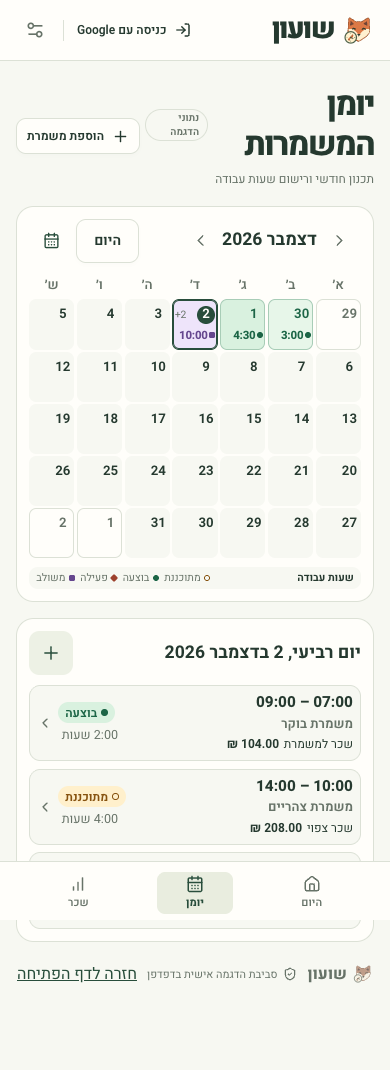 שועון
כניסה עם Google
יומן
המשמרות
נתוני
הדגמה
הוספת משמרת
תכנון חודשי ורישום שעות עבודה
דצמבר 2026
היום
א׳ ב׳ ג׳ ד׳ ה׳ ו׳ ש׳
29 30 1 2 +2 3 4 5
3:00 4:30 10:00
6 7 8 9 10 11 12
13 14 15 16 17 18 19
20 21 22 23 24 25 26
27 28 29 30 31 1 2
שעות עבודה מתוכננת בוצעה פעילה משולב
יום רביעי, 2 בדצמבר 2026
07:00 – 09:00
בוצעה
משמרת בוקר
2:00 שעות
שכר למשמרת 104.00 ₪
10:00 – 14:00
מתוכננת
משמרת צהריים
4:00 שעות
שכר צפוי 208.00 ₪
היום יומן שכר
שועון סביבת הדגמה אישית בדפדפן חזרה לדף הפתיחה